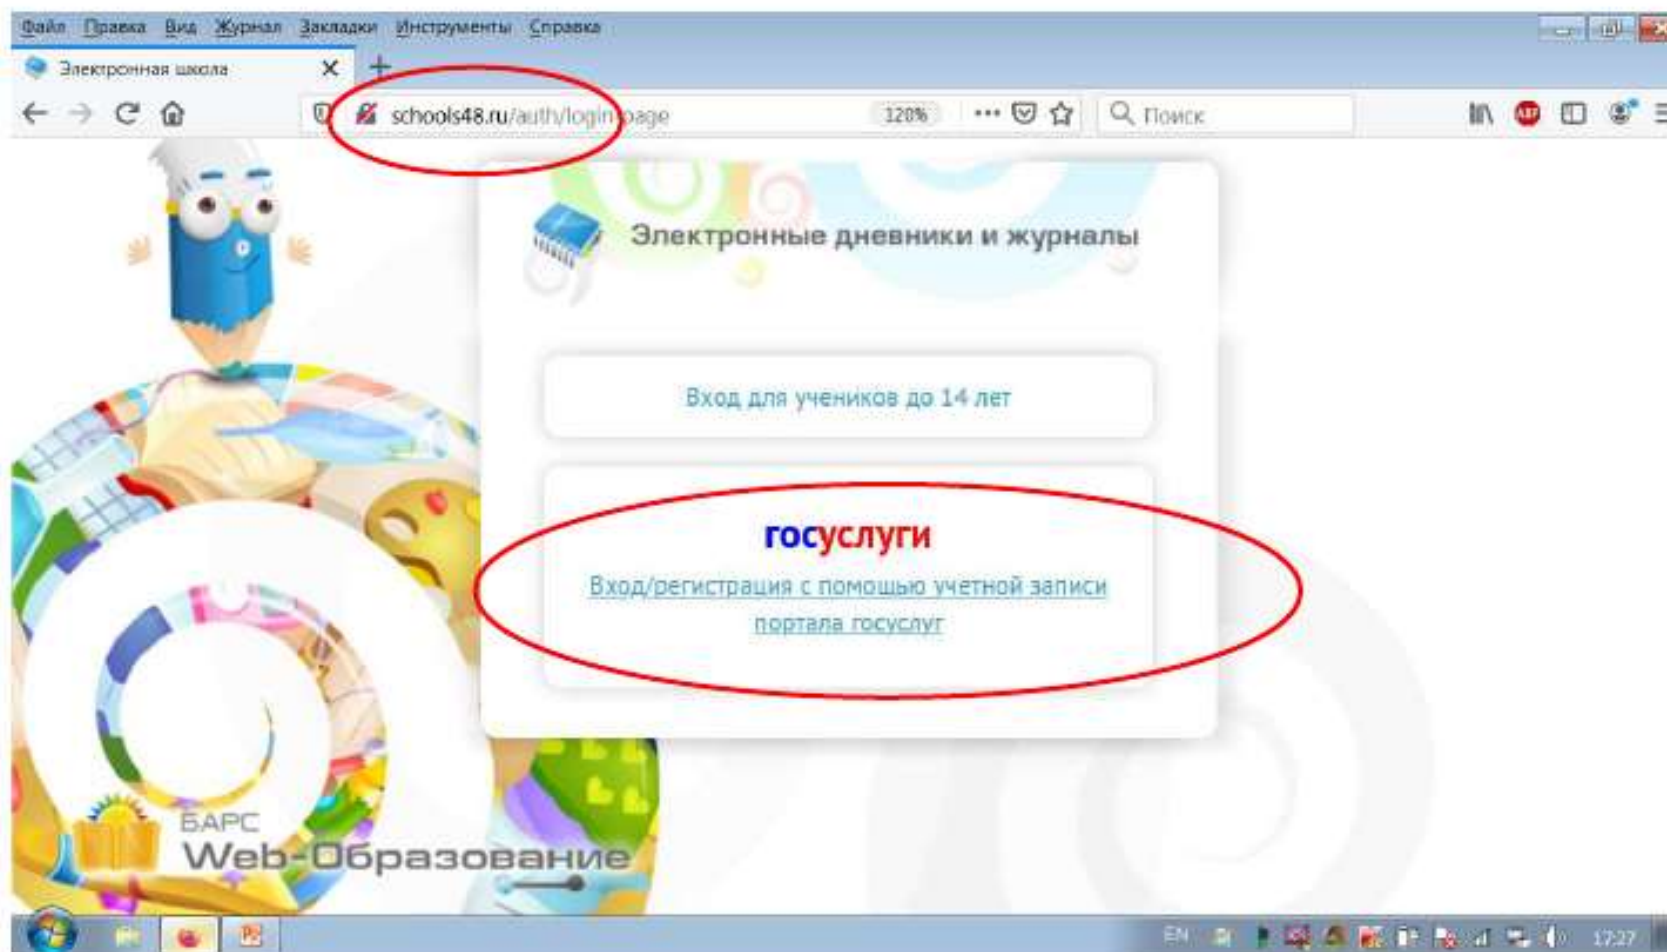 Файл Правка Вид Журнал Закладки Инструменты Справка
Электронная школа
schools48.ru/auth/login-page
120%
Поиск
ABP
Электронные дневники и журналы
Вход для учеников до 14 лет
госуслуги
Вход/регистрация с помощью учетной записи
портала госуслуг
БАРС
Web-Образование
EN
17:27